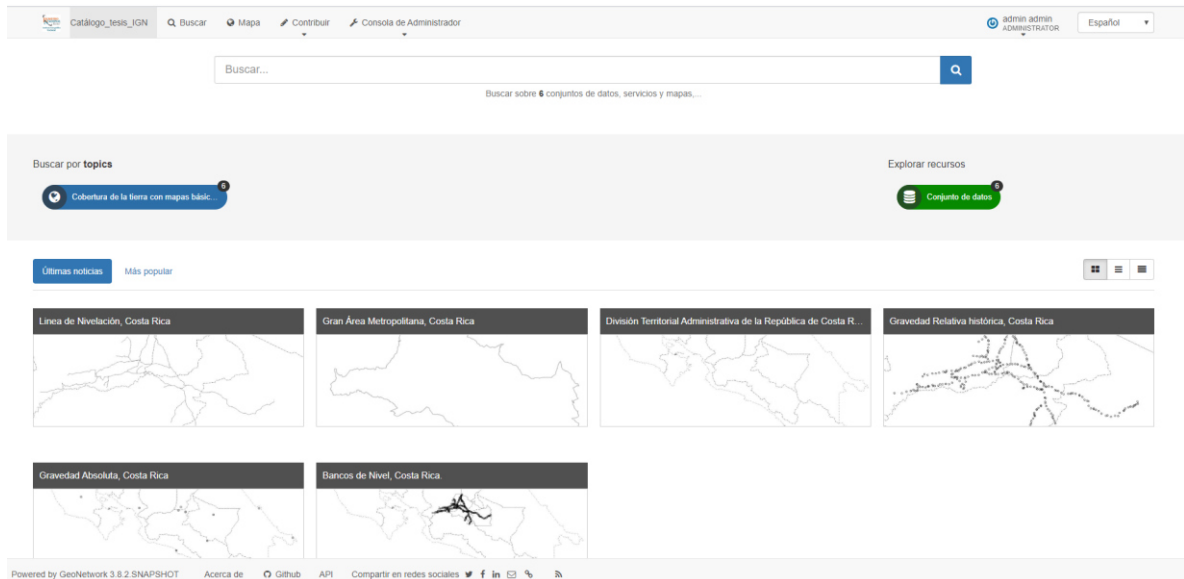 Catálogo_tesis_IGN Buscar Mapa Contribuir Consola de Administrador admin admin Español
ADMINISTRATOR
Buscar...
Buscar sobre 6 conjuntos de datos, servicios y mapas,...
Buscar por topics Explorar recursos
6 6
Cobertura de la tierra con mapas básic... Conjunto de datos
Últimas noticias Más popular
Linea de Nivelación, Costa Rica Gran Área Metropolitana, Costa Rica División Territorial Administrativa de la República de Costa R... Gravedad Relativa histórica, Costa Rica
Gravedad Absoluta, Costa Rica Bancos de Nivel, Costa Rica.
Powered by GeoNetwork 3.8.2.SNAPSHOT Acerca de Github API Compartir en redes sociales